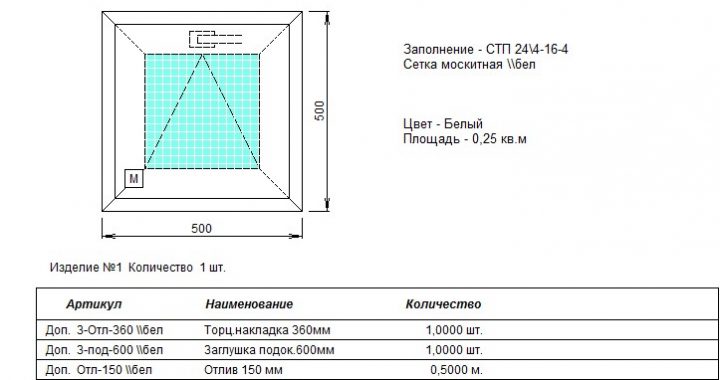 Заполнение - СТП 24\4-16-4
Сетка москитная \\бел
500
Цвет - Белый
Площадь - 0,25 кв.м
М
500
Изделие №1 Количество 1 шт.
Артикул Наименование Количество
Доп. З-Отл-360 \\бел Торц.накладка 360мм 1,0000 шт.
Доп. З-под-600 \\бел Заглушка подок.600мм 1,0000 шт.
Доп. Отл-150 \\бел Отлив 150 мм 0,5000 м.